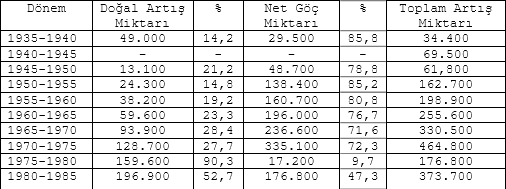 Dönem Doğal Artış Miktarı % Net Göç Miktarı % Toplam Artış Miktarı
1935-1940 49.000 14,2 29.500 85,8 34.400
1940-1945 - - - - 69.500
1945-1950 13.100 21,2 48.700 78,8 61,800
1950-1955 24.300 14,8 138.400 85,2 162.700
1955-1960 38.200 19,2 160.700 80,8 198.900
1960-1965 59.600 23,3 196.000 76,7 255.600
1965-1970 93.900 28,4 236.600 71,6 330.500
1970-1975 128.700 27,7 335.100 72,3 464.800
1975-1980 159.600 90,3 17.200 9,7 176.800
1980-1985 196.900 52,7 176.800 47,3 373.700